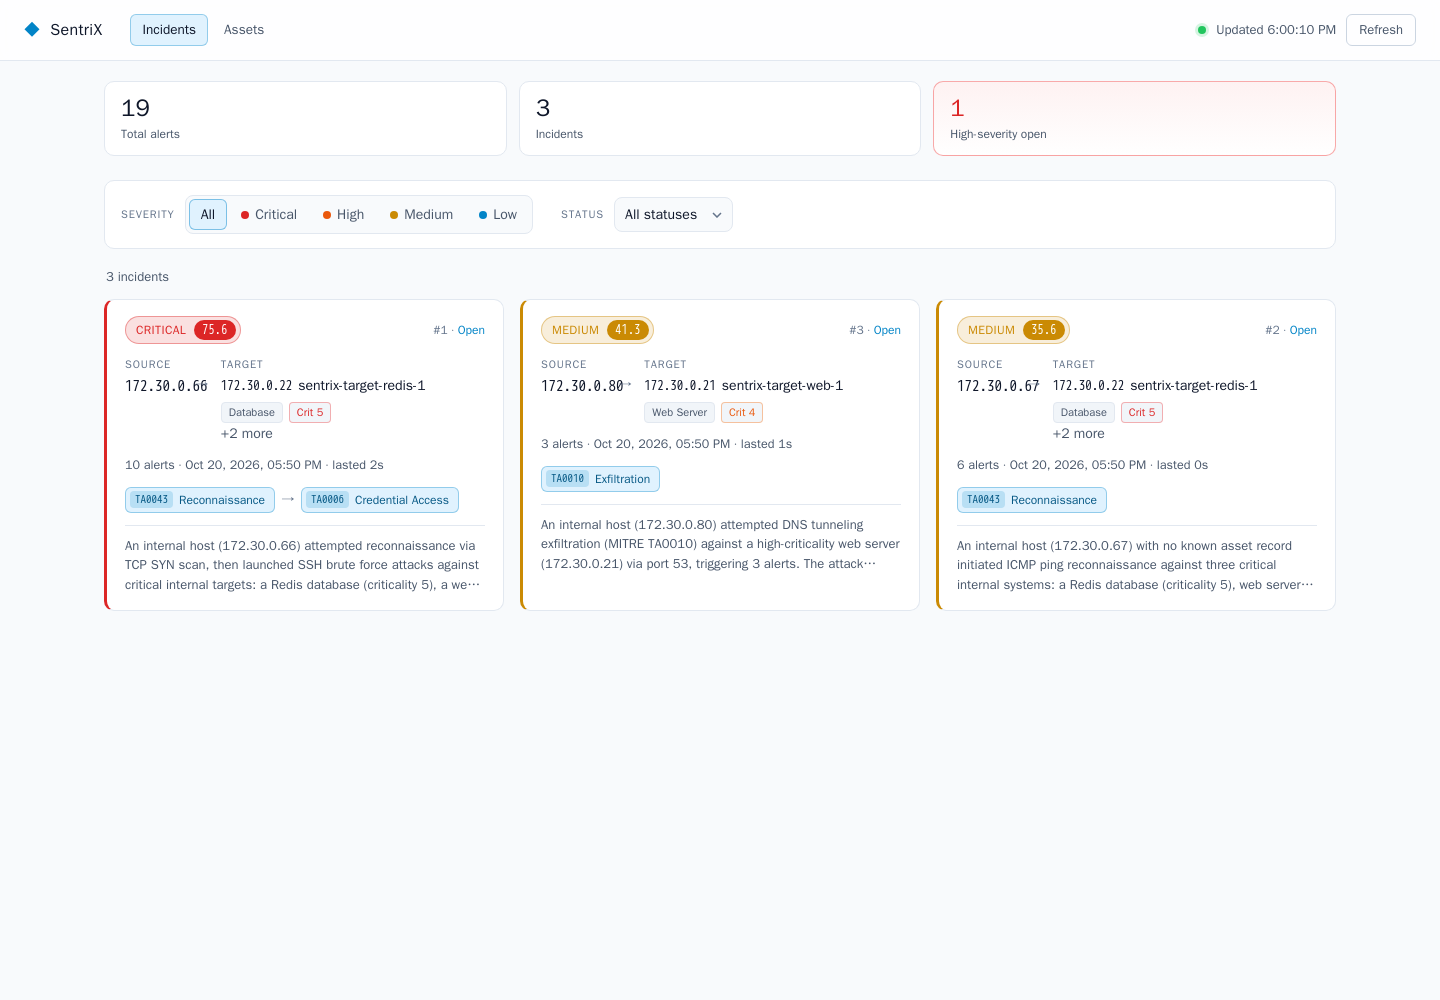 SentriX
Incidents
Assets
Updated 6:00:10 PM
Refresh
19
Total alerts
3
Incidents
1
High-severity open
SEVERITY
All
Critical
High
Medium
Low
STATUS
All statuses
3 incidents
CRITICAL 75.6
#1 · Open
SOURCE
TARGET
172.30.0.66
172.30.0.22 sentrix-target-redis-1
Database
Crit 5
+2 more
10 alerts · Oct 20, 2026, 05:50 PM · lasted 2s
TA0043 Reconnaissance → TA0006 Credential Access
An internal host (172.30.0.66) attempted reconnaissance via
TCP SYN scan, then launched SSH brute force attacks against
critical internal targets: a Redis database (criticality 5), a we…
MEDIUM 41.3
#3 · Open
SOURCE
TARGET
172.30.0.80→
172.30.0.21 sentrix-target-web-1
Web Server
Crit 4
3 alerts · Oct 20, 2026, 05:50 PM · lasted 1s
TA0010 Exfiltration
An internal host (172.30.0.80) attempted DNS tunneling
exfiltration (MITRE TA0010) against a high-criticality web server
(172.30.0.21) via port 53, triggering 3 alerts. The attack…
MEDIUM 35.6
#2 · Open
SOURCE
TARGET
172.30.0.67
172.30.0.22 sentrix-target-redis-1
Database
Crit 5
+2 more
6 alerts · Oct 20, 2026, 05:50 PM · lasted 0s
TA0043 Reconnaissance
An internal host (172.30.0.67) with no known asset record
initiated ICMP ping reconnaissance against three critical
internal systems: a Redis database (criticality 5), web server…